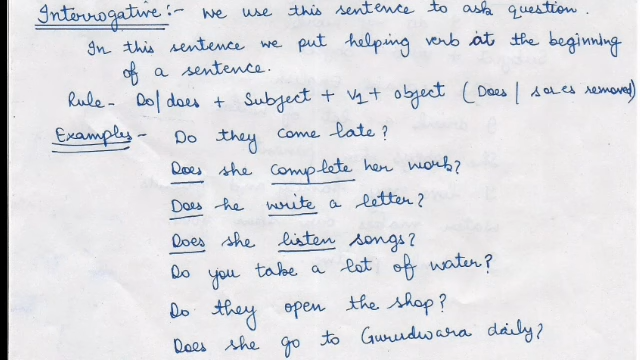 Interrogative:- We use this sentence to ask question.
In this sentence we put helping verb at the beginning
of a sentence.
Rule- Do/does + Subject + V1 + object (Does/s or es removed)
Examples- Do they come late?
Does she complete her work?
Does he write a letter?
Does she listen songs?
Do you take a lot of water?
Do they open the shop?
Does she go to Gurudwara daily?